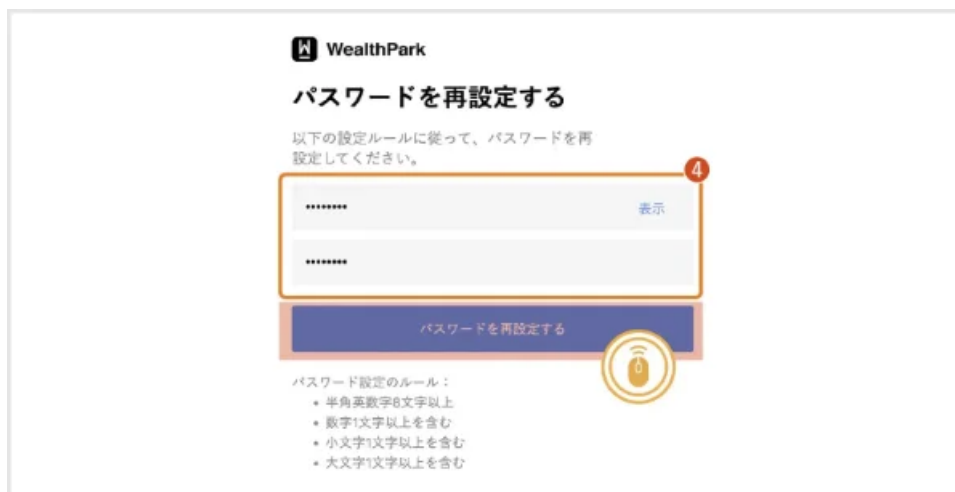 WealthPark
パスワードを再設定する
以下の設定ルールに従って、パスワードを再
設定してください。
4
••••••••
表示
••••••••
パスワードを再設定する
パスワード設定のルール：
• 半角英数字8文字以上
• 数字1文字以上を含む
• 小文字1文字以上を含む
• 大文字1文字以上を含む